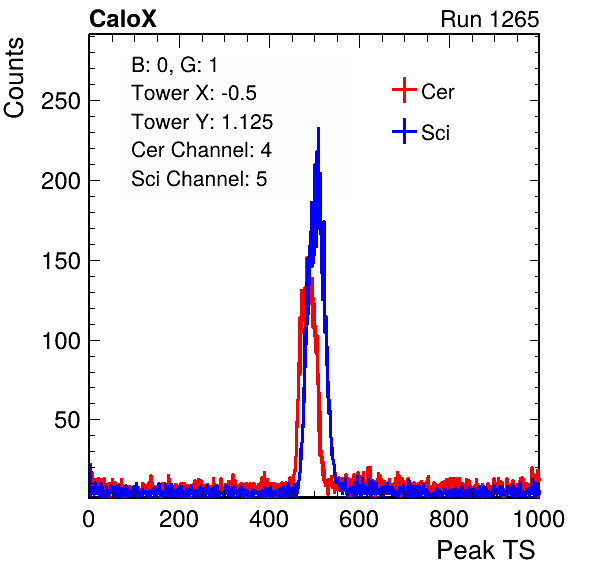 CaloX Run 1265
B: 0, G: 1
Tower X: -0.5
Tower Y: 1.125
Cer Channel: 4
Sci Channel: 5
Cer
Sci
Counts
250
200
150
100
50
0 200 400 600 800 1000
Peak TS